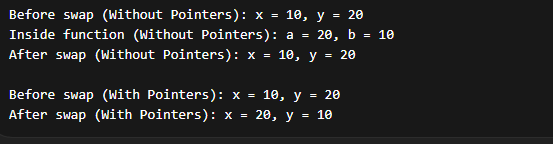 Before swap (Without Pointers): x = 10, y = 20
Inside function (Without Pointers): a = 20, b = 10
After swap (Without Pointers): x = 10, y = 20
Before swap (With Pointers): x = 10, y = 20
After swap (With Pointers): x = 20, y = 10